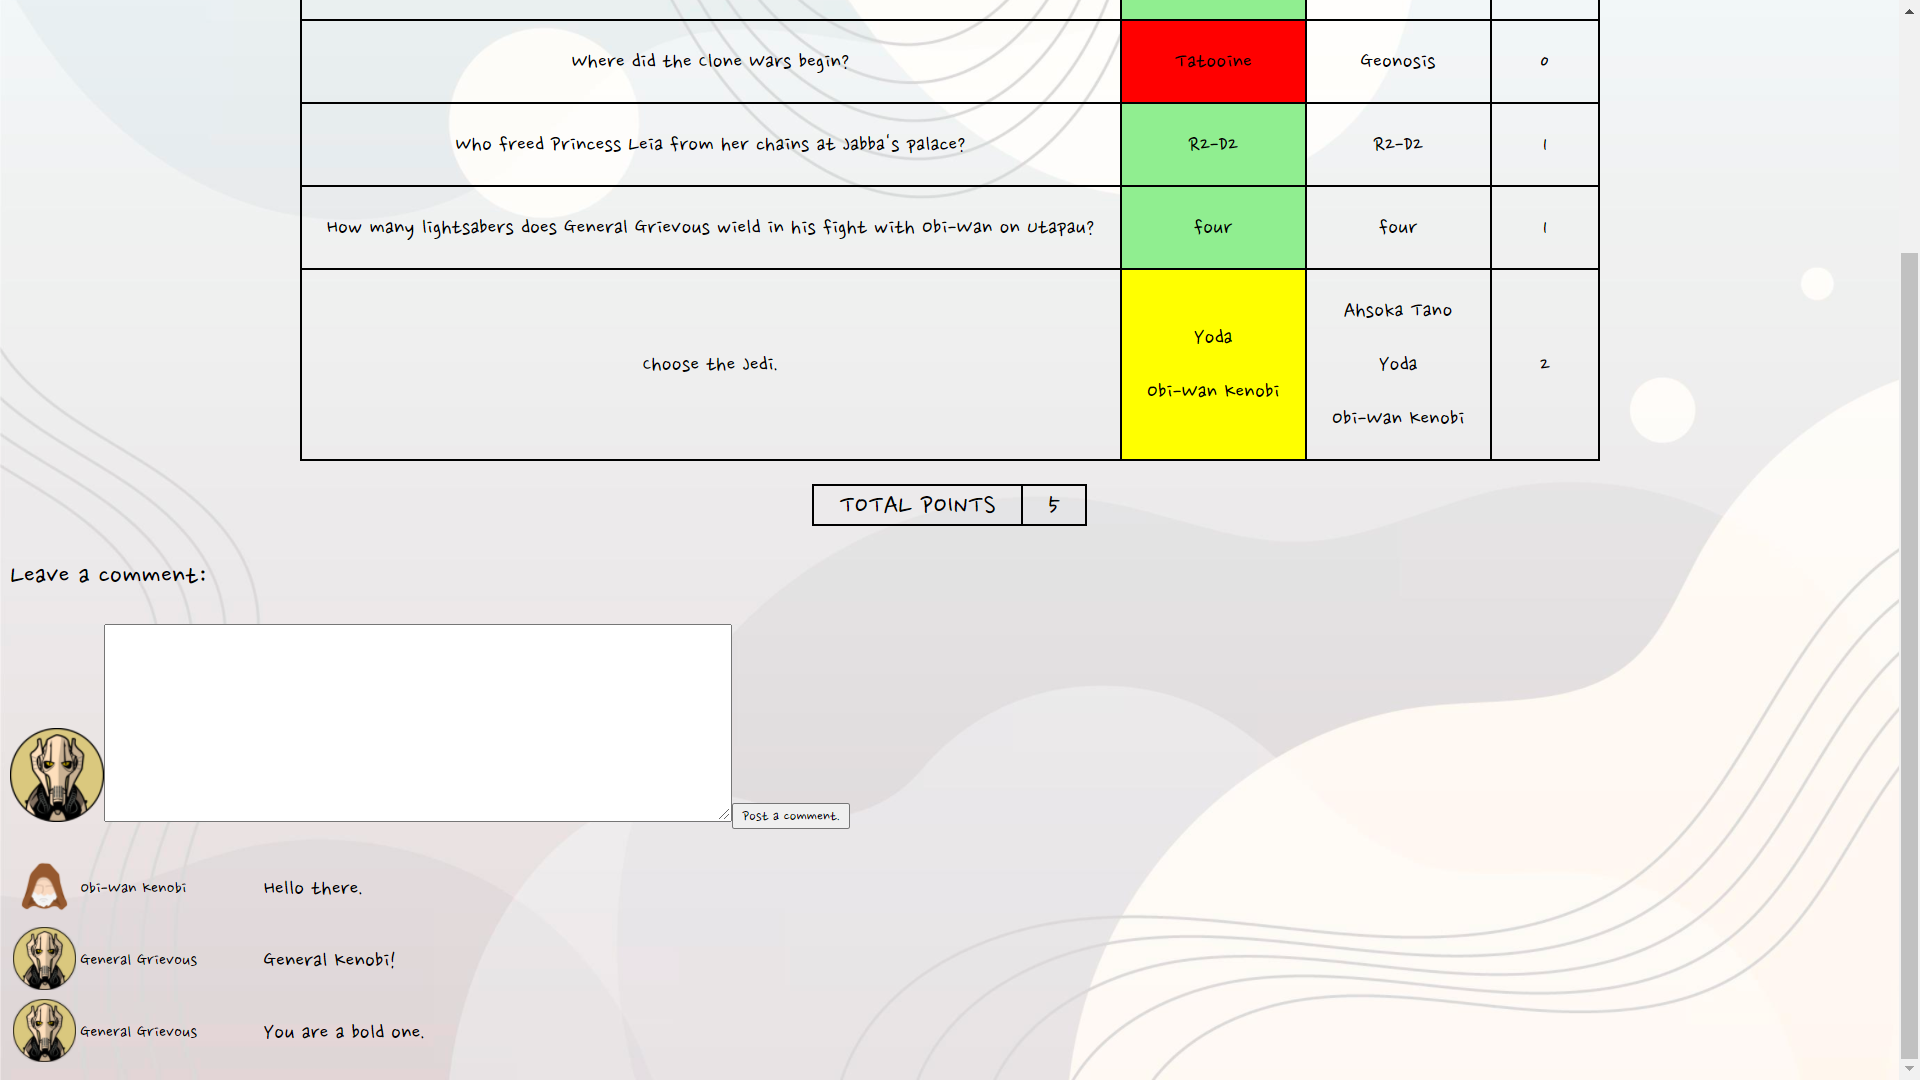 Where did the Clone Wars begin? Tatooine Geonosis 0
Who freed Princess Leia from her chains at Jabba's palace? R2-D2 R2-D2 1
How many lightsabers does General Grievous wield in his fight with Obi-Wan on Utapau? four four 1
Choose the Jedi.
Yoda
Obi-Wan Kenobi
Ahsoka Tano
Yoda
Obi-Wan Kenobi
2
TOTAL POINTS 5
Leave a comment:
Post a comment.
Obi-Wan Kenobi Hello there.
General Grievous General Kenobi!
General Grievous You are a bold one.